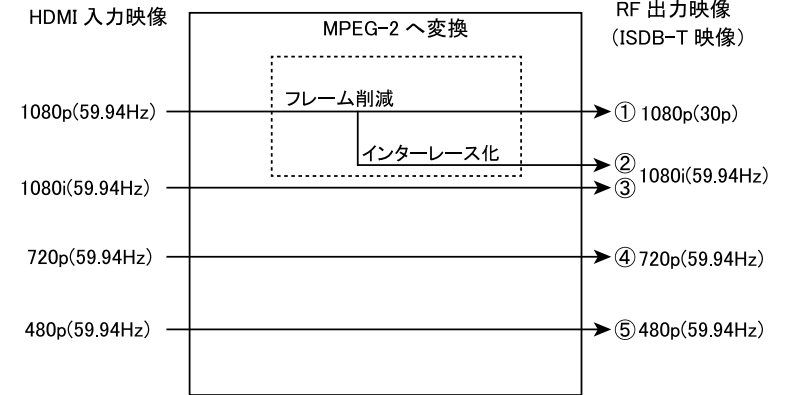 HDMI 入力映像
MPEG-2 へ変換
RF 出力映像
(ISDB-T 映像)
1080p(59.94Hz)
フレーム削減
① 1080p(30p)
インターレース化
②
1080i(59.94Hz)
1080i(59.94Hz)
③
720p(59.94Hz)
④ 720p(59.94Hz)
480p(59.94Hz)
⑤ 480p(59.94Hz)